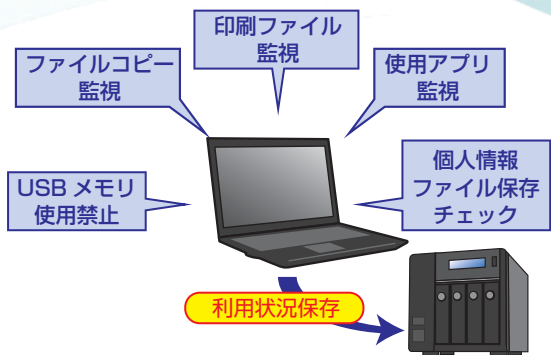 印刷ファイル
監視
ファイルコピー
監視
使用アプリ
監視
USB メモリ
使用禁止
個人情報
ファイル保存
チェック
利用状況保存